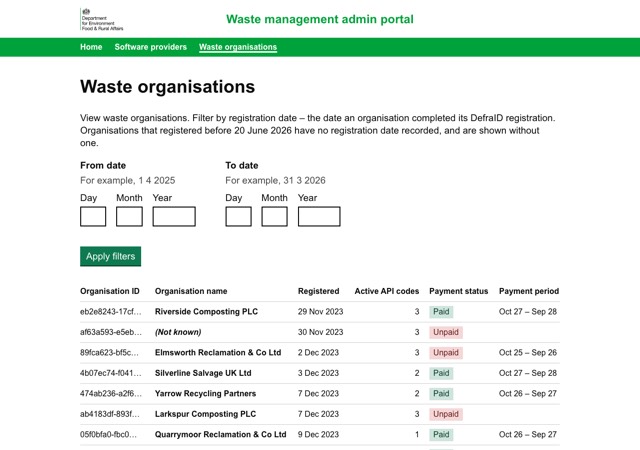 Department
for Environment
Food & Rural Affairs
Waste management admin portal
Home Software providers Waste organisations
Waste organisations
View waste organisations. Filter by registration date – the date an organisation completed its DefraID registration.
Organisations that registered before 20 June 2026 have no registration date recorded, and are shown without
one.
From date To date
For example, 1 4 2025 For example, 31 3 2026
Day Month Year Day Month Year
Apply filters
Organisation ID Organisation name Registered Active API codes Payment status Payment period
eb2e8243-17cf… Riverside Composting PLC 29 Nov 2023 3 Paid Oct 27 – Sep 28
af63a593-e5eb… (Not known) 30 Nov 2023 3 Unpaid
89fca623-bf5c… Elmsworth Reclamation & Co Ltd 2 Dec 2023 3 Unpaid Oct 25 – Sep 26
4b07ec74-f041… Silverline Salvage UK Ltd 3 Dec 2023 2 Paid Oct 27 – Sep 28
474ab236-a2f6… Yarrow Recycling Partners 7 Dec 2023 2 Paid Oct 26 – Sep 27
ab4183df-893f… Larkspur Composting PLC 7 Dec 2023 3 Unpaid
05f0bfa0-fbc0… Quarrymoor Reclamation & Co Ltd 9 Dec 2023 1 Paid Oct 26 – Sep 27